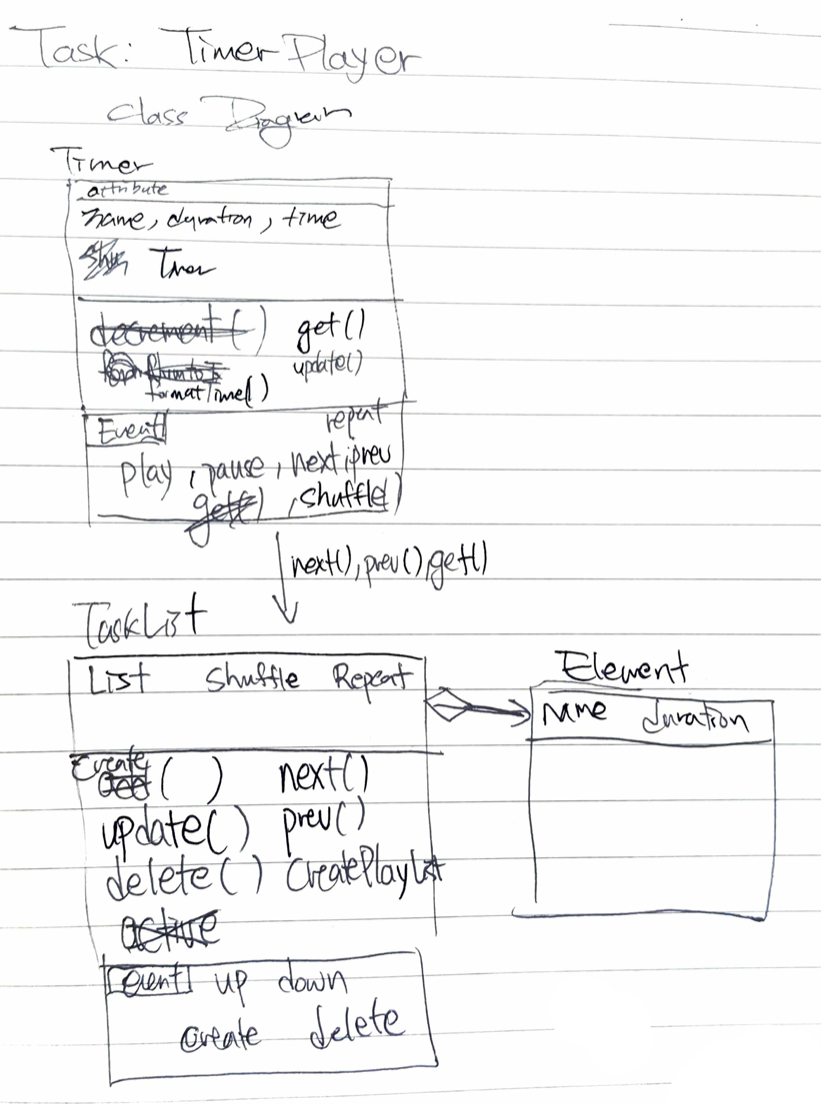 Task: Timer Player
Class Diagram
Timer
attribute
name, duration, time
Timer
decrement() get()
update()
formatTime()
Event repeat
play, pause, next, prev
get(), shuffle)
next(), prev(), get()
TaskList
List Shuffle Repeat
Element
name duration
Create() next()
update() prev()
delete() CreatePlayList
active
event up down
create delete